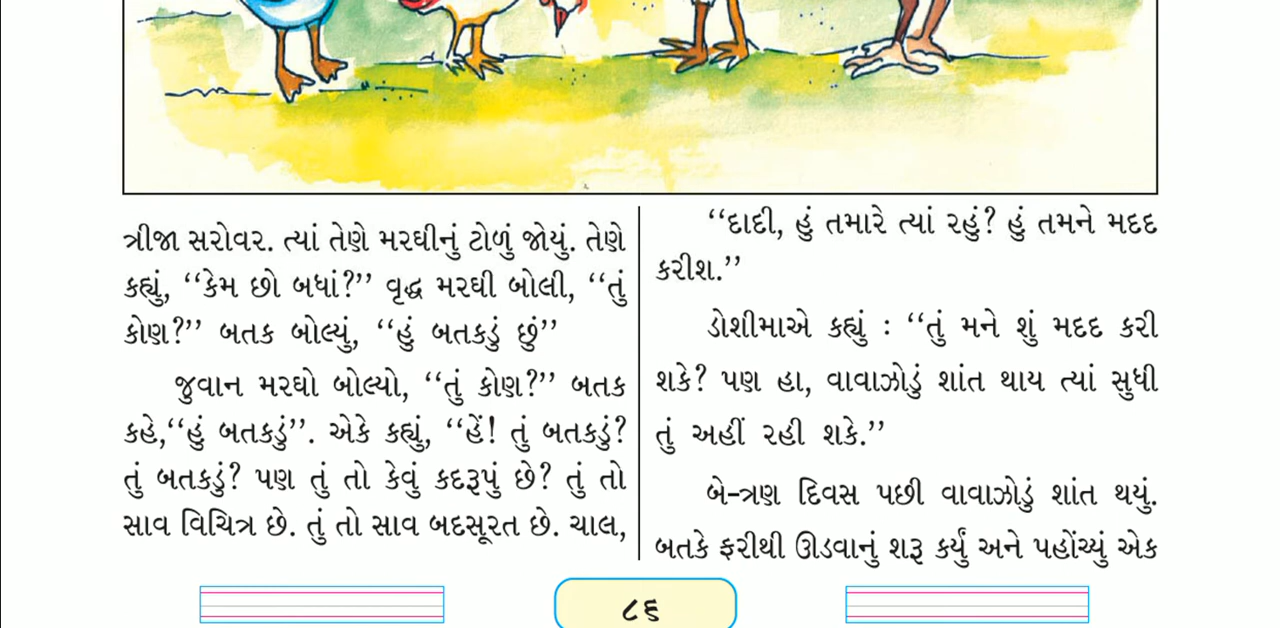 ત્રીજા સરોવર. ત્યાં તેણે મરઘીનું ટોળું જોયું. તેણે
કહ્યું, ‘‘કેમ છો બધાં?’’ વૃદ્ધ મરઘી બોલી, ‘‘તું
કોણ?’’ બતક બોલ્યું, ‘‘હું બતકડું છું’’
જુવાન મરઘો બોલ્યો, ‘‘તું કોણ?’’ બતક
કહે,‘‘હું બતકડું’’. એકે કહ્યું, ‘‘હેં! તું બતકડું?
તું બતકડું? પણ તું તો કેવું કદરૂપું છે? તું તો
સાવ વિચિત્ર છે. તું તો સાવ બદસૂરત છે. ચાલ,
‘‘દાદી, હું તમારે ત્યાં રહું? હું તમને મદદ
કરીશ.’’
ડોશીમાએ કહ્યું : ‘‘તું મને શું મદદ કરી
શકે? પણ હા, વાવાઝોડું શાંત થાય ત્યાં સુધી
તું અહીં રહી શકે.’’
બે-ત્રણ દિવસ પછી વાવાઝોડું શાંત થયું.
બતકે ફરીથી ઊડવાનું શરૂ કર્યું અને પહોંચ્યું એક
૮૬